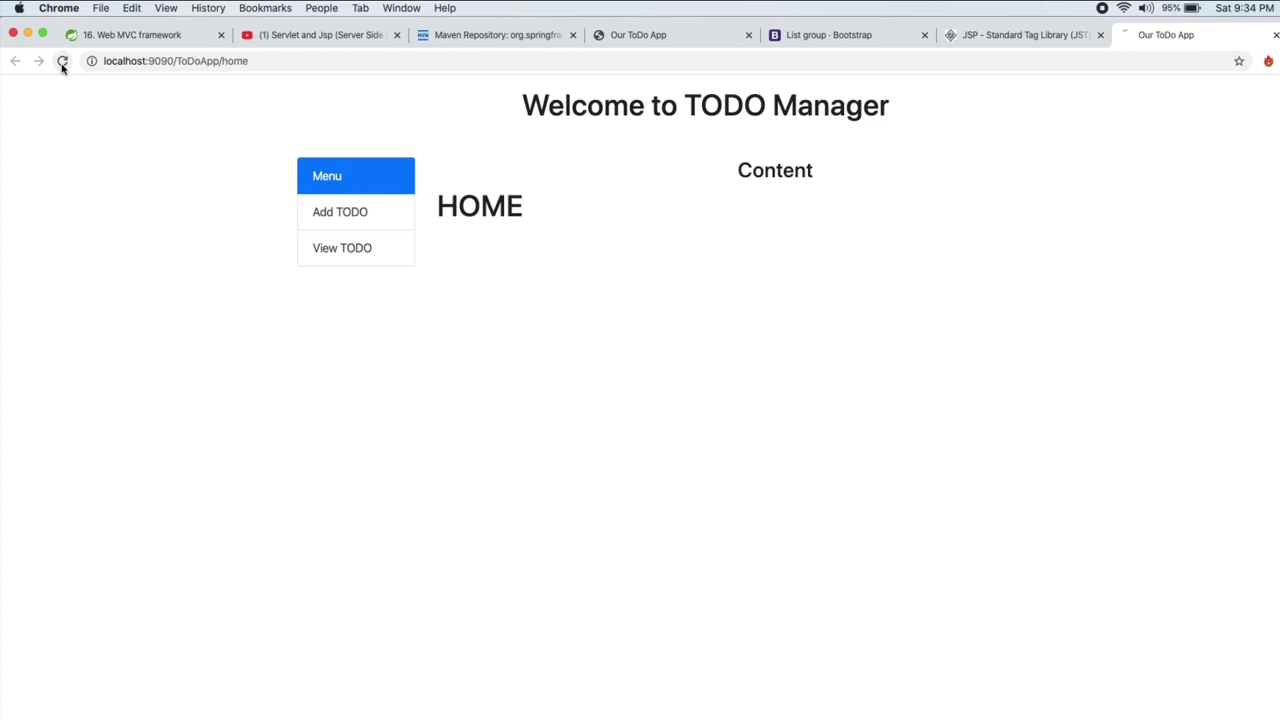 Chrome File Edit View History Bookmarks People Tab Window Help 95% Sat 9:34 PM
16. Web MVC framework (1) Servlet and Jsp (Server Side Maven Repository: org.springfra Our ToDo App List group · Bootstrap JSP - Standard Tag Library (JST Our ToDo App
localhost:9090/ToDoApp/home
Welcome to TODO Manager
Menu
Add TODO
View TODO
Content
HOME